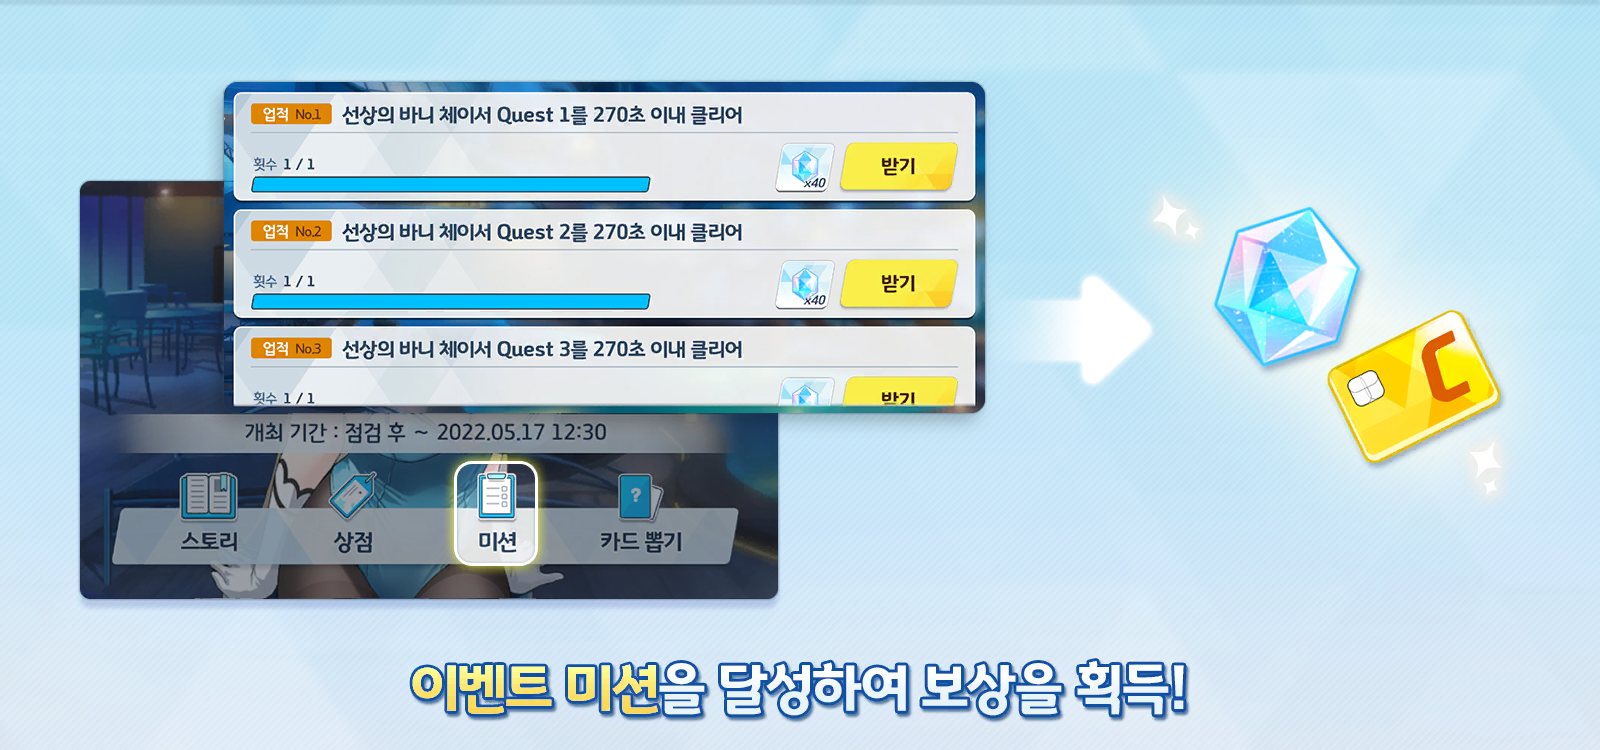 업적 No.1 선상의 바니 체이서 Quest 1를 270초 이내 클리어
횟수 1 / 1
x40
받기
업적 No.2 선상의 바니 체이서 Quest 2를 270초 이내 클리어
횟수 1 / 1
x40
받기
업적 No.3 선상의 바니 체이서 Quest 3를 270초 이내 클리어
횟수 1 / 1
받기
개최 기간 : 점검 후 ~ 2022.05.17 12:30
?
스토리 상점 미션 카드 뽑기
C
이벤트 미션을 달성하여 보상을 획득!